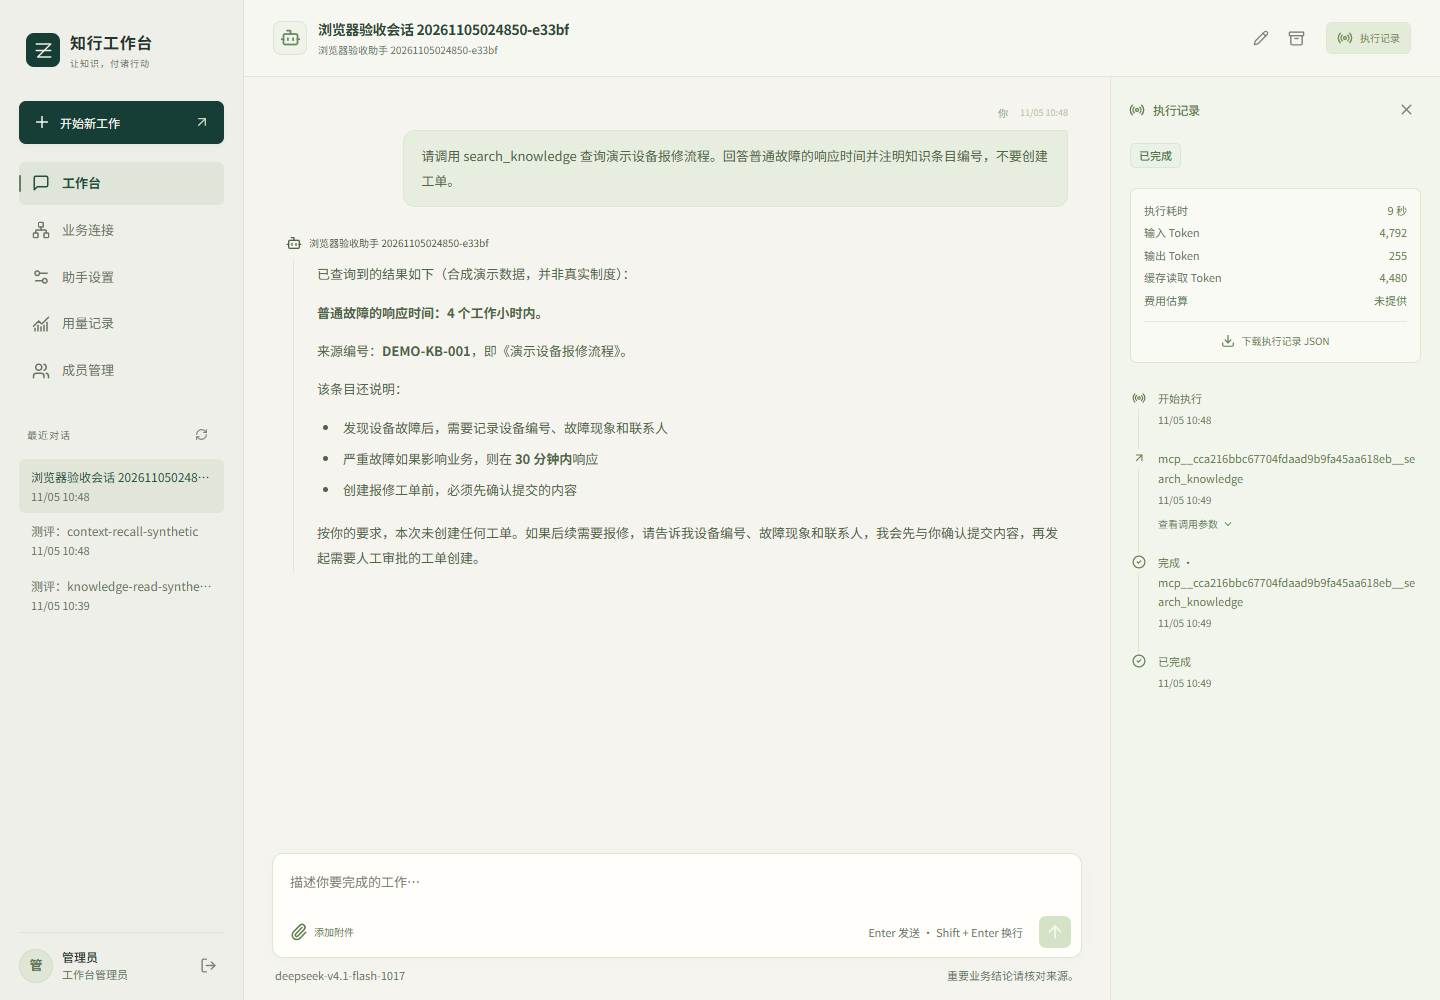 知行工作台
让知识，付诸行动
开始新工作
工作台
业务连接
助手设置
用量记录
成员管理
最近对话
浏览器验收会话 202611050248…
11/05 10:48
测评：context-recall-synthetic
11/05 10:48
测评：knowledge-read-synthe…
11/05 10:39
管
管理员
工作台管理员
浏览器验收会话 20261105024850-e33bf
浏览器验收助手 20261105024850-e33bf
执行记录
你 11/05 10:48
请调用 search_knowledge 查询演示设备报修流程。回答普通故障的响应时间并注明知识条目编号，不要创建
工单。
浏览器验收助手 20261105024850-e33bf
已查询到的结果如下（合成演示数据，并非真实制度）：
普通故障的响应时间：4 个工作小时内。
来源编号：DEMO-KB-001，即《演示设备报修流程》。
该条目还说明：
• 发现设备故障后，需要记录设备编号、故障现象和联系人
• 严重故障如果影响业务，则在 30 分钟内响应
• 创建报修工单前，必须先确认提交的内容
按你的要求，本次未创建任何工单。如果后续需要报修，请告诉我设备编号、故障现象和联系人，我会先与你确认提交内容，再发
起需要人工审批的工单创建。
描述你要完成的工作…
添加附件
Enter 发送 · Shift + Enter 换行
deepseek-v4.1-flash-1017
重要业务结论请核对来源。
执行记录
已完成
执行耗时 9 秒
输入 Token 4,792
输出 Token 255
缓存读取 Token 4,480
费用估算 未提供
下载执行记录 JSON
开始执行
11/05 10:48
mcp__cca216bbc67704fdaad9b9fa45aa618eb__se
arch_knowledge
11/05 10:49
查看调用参数
完成 ·
mcp__cca216bbc67704fdaad9b9fa45aa618eb__se
arch_knowledge
11/05 10:49
已完成
11/05 10:49